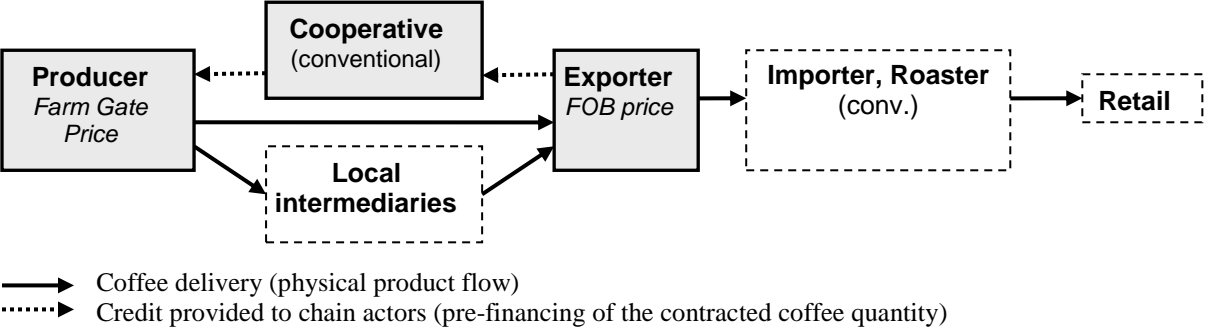 Cooperative
(conventional)
Producer
Farm Gate
Price
Exporter
FOB price
Importer, Roaster
(conv.)
Retail
Local
intermediaries
Coffee delivery (physical product flow)
Credit provided to chain actors (pre-financing of the contracted coffee quantity)